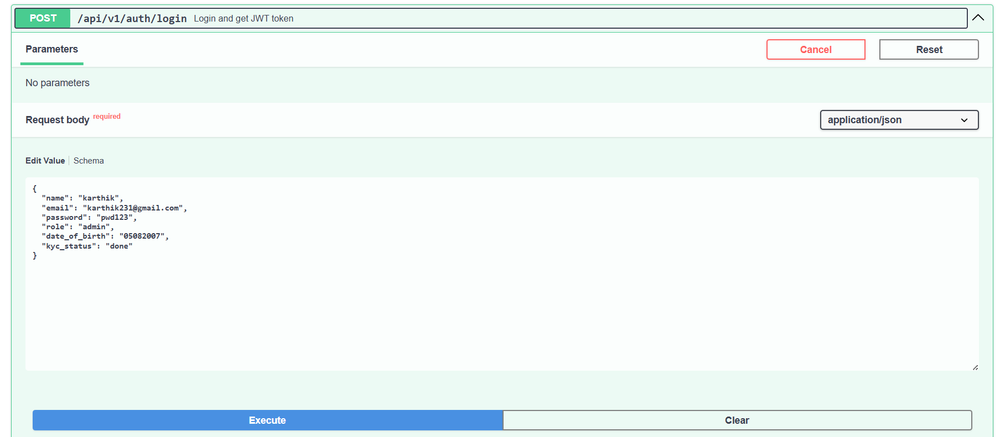 POST /api/v1/auth/login Login and get JWT token
Parameters
Cancel
Reset
No parameters
Request body required
application/json
Edit Value | Schema
{
  "name": "karthik",
  "email": "karthik231@gmail.com",
  "password": "pwd123",
  "role": "admin",
  "date_of_birth": "05082007",
  "kyc_status": "done"
}
Execute
Clear